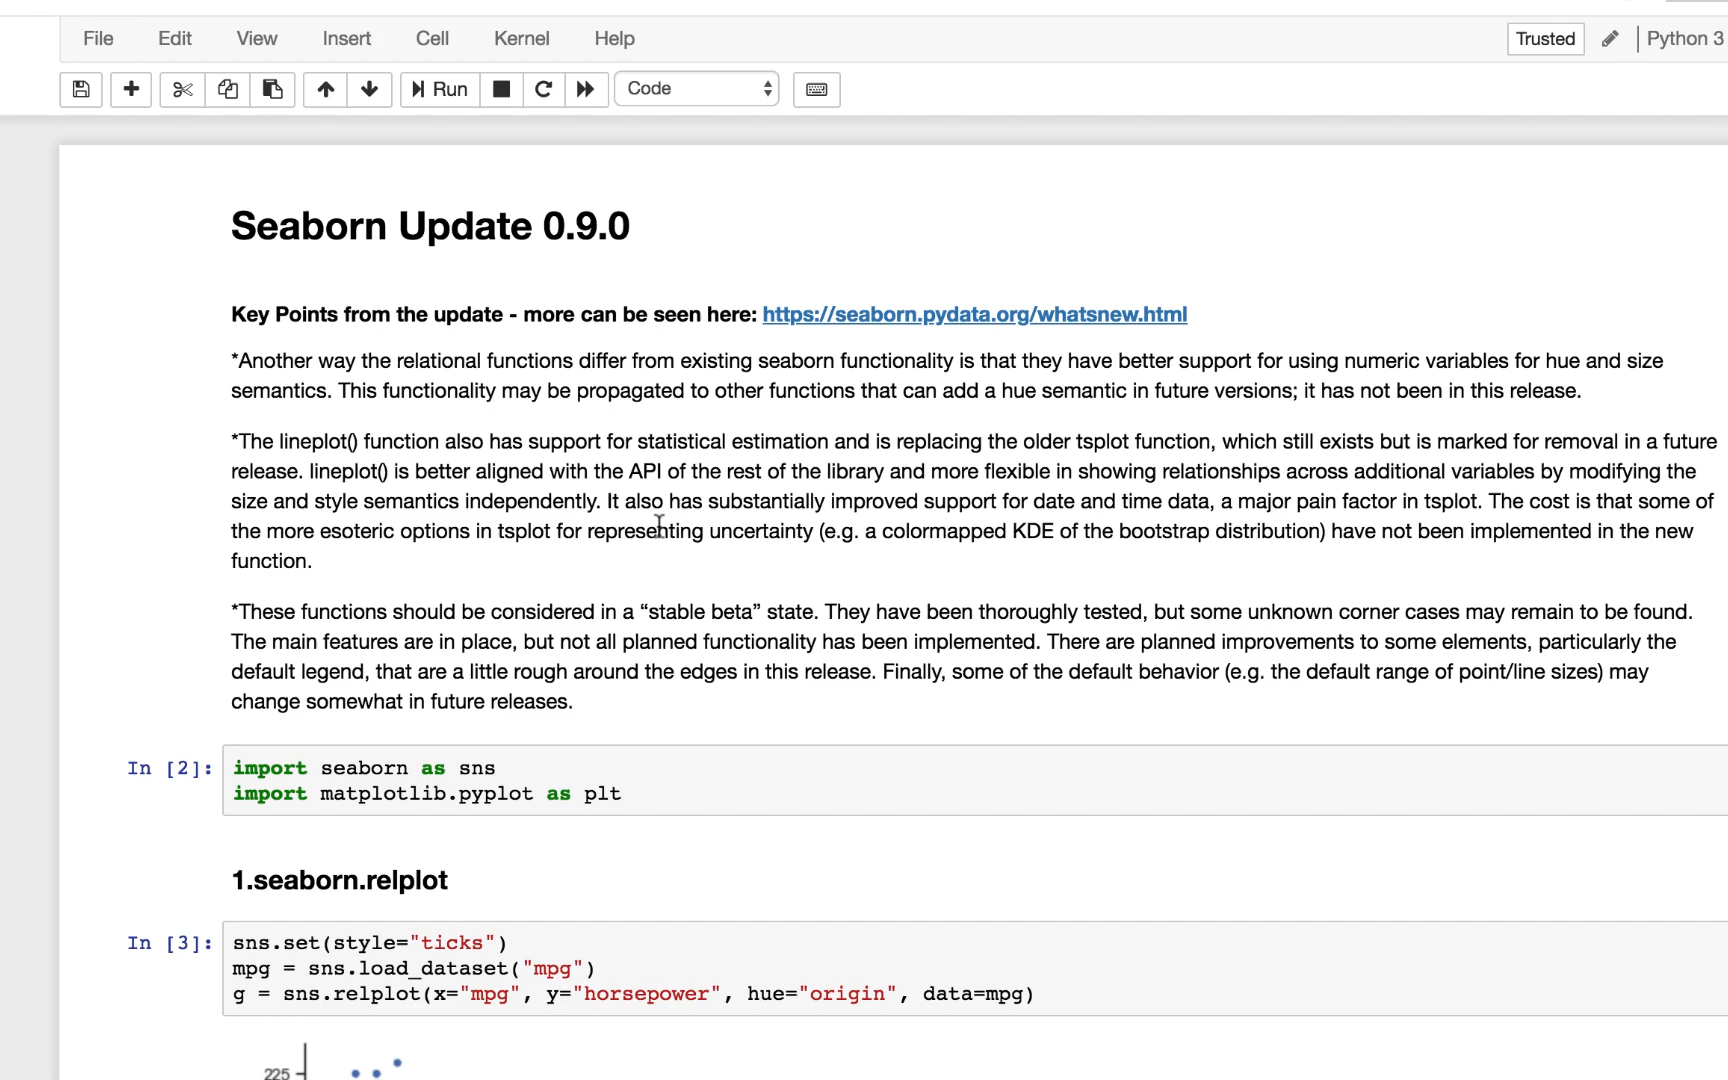 File Edit View Insert Cell Kernel Help Trusted Python 3
Run Code
Seaborn Update 0.9.0
Key Points from the update - more can be seen here: https://seaborn.pydata.org/whatsnew.html
*Another way the relational functions differ from existing seaborn functionality is that they have better support for using numeric variables for hue and size
semantics. This functionality may be propagated to other functions that can add a hue semantic in future versions; it has not been in this release.
*The lineplot() function also has support for statistical estimation and is replacing the older tsplot function, which still exists but is marked for removal in a future
release. lineplot() is better aligned with the API of the rest of the library and more flexible in showing relationships across additional variables by modifying the
size and style semantics independently. It also has substantially improved support for date and time data, a major pain factor in tsplot. The cost is that some of
the more esoteric options in tsplot for representing uncertainty (e.g. a colormapped KDE of the bootstrap distribution) have not been implemented in the new
function.
*These functions should be considered in a “stable beta” state. They have been thoroughly tested, but some unknown corner cases may remain to be found.
The main features are in place, but not all planned functionality has been implemented. There are planned improvements to some elements, particularly the
default legend, that are a little rough around the edges in this release. Finally, some of the default behavior (e.g. the default range of point/line sizes) may
change somewhat in future releases.
In [2]: import seaborn as sns
import matplotlib.pyplot as plt
1.seaborn.relplot
In [3]: sns.set(style="ticks")
mpg = sns.load_dataset("mpg")
g = sns.relplot(x="mpg", y="horsepower", hue="origin", data=mpg)
225